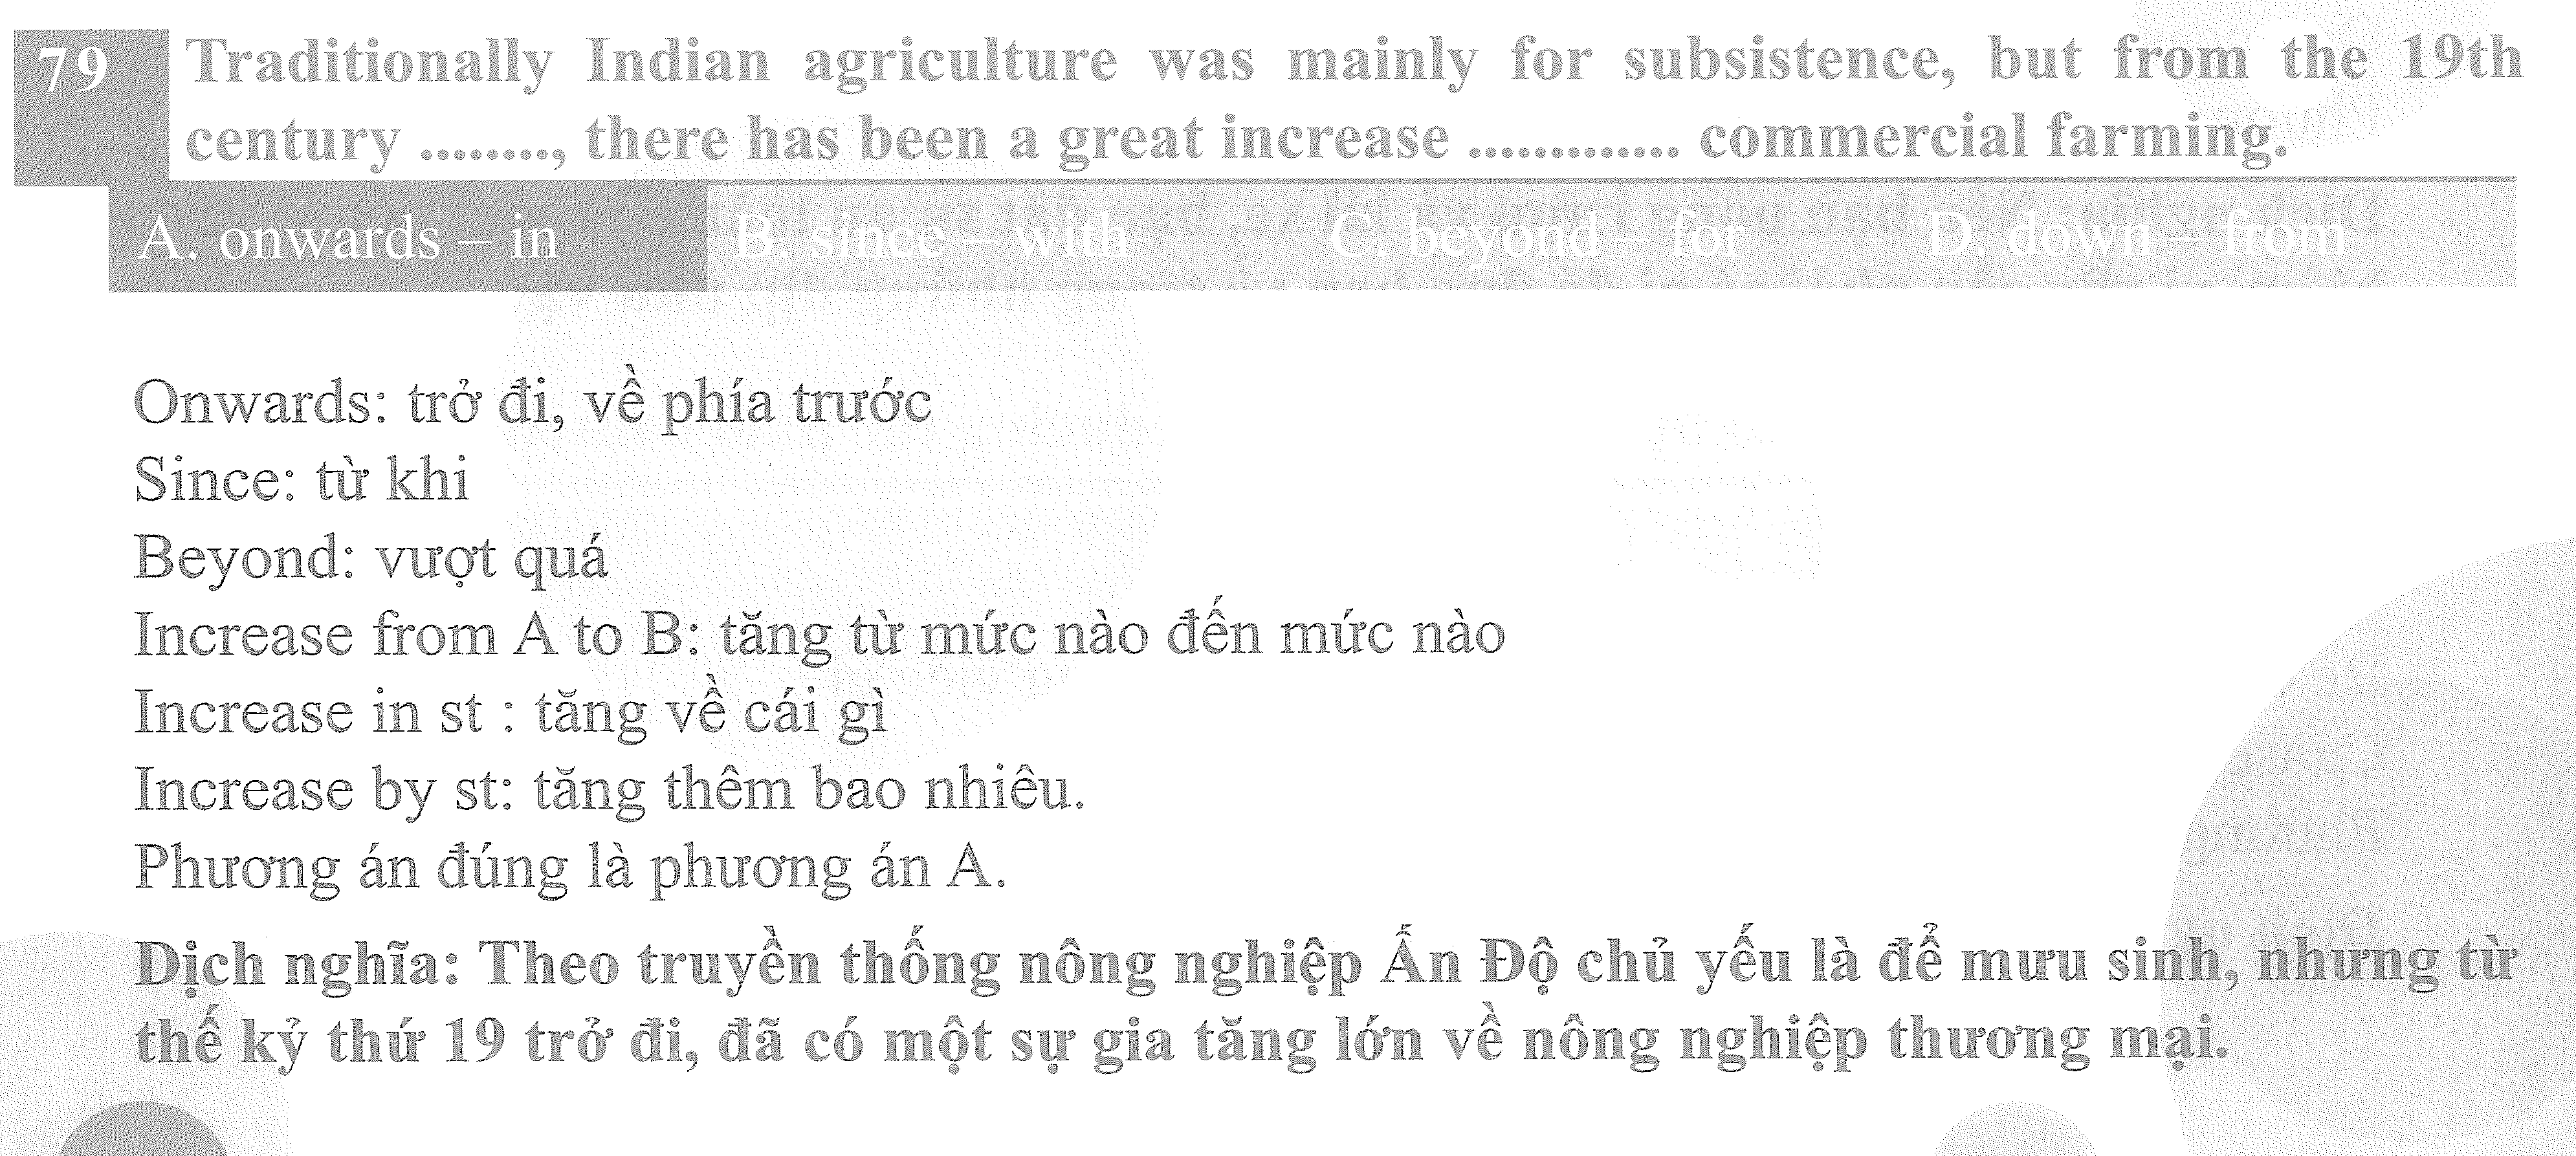 79 Traditionally Indian agriculture was mainly for subsistence, but from the 19th
century ........, there has been a great increase ............. commercial farming.
A. onwards – in B. since – with C. beyond – for D. down – from
Onwards: trở đi, về phía trước
Since: từ khi
Beyond: vượt quá
Increase from A to B: tăng từ mức nào đến mức nào
Increase in st : tăng về cái gì
Increase by st: tăng thêm bao nhiêu.
Phương án đúng là phương án A.
Dịch nghĩa: Theo truyền thống nông nghiệp Ấn Độ chủ yếu là để mưu sinh, nhưng từ
thế kỷ thứ 19 trở đi, đã có một sự gia tăng lớn về nông nghiệp thương mại.